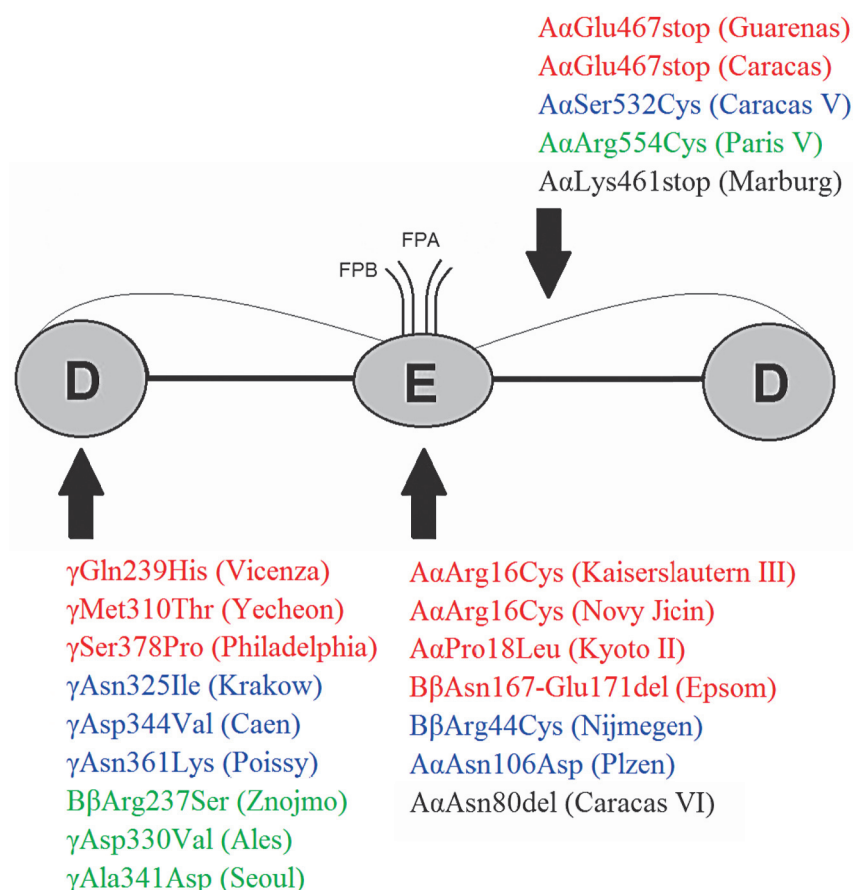 AαGlu467stop (Guarenas)
AαGlu467stop (Caracas)
AαSer532Cys (Caracas V)
AαArg554Cys (Paris V)
AαLys461stop (Marburg)
FPA
FPB
D
E
D
γGln239His (Vicenza)
γMet310Thr (Yecheon)
γSer378Pro (Philadelphia)
γAsn325Ile (Krakow)
γAsp344Val (Caen)
γAsn361Lys (Poissy)
BβArg237Ser (Znojmo)
γAsp330Val (Ales)
γAla341Asp (Seoul)
AαArg16Cys (Kaiserslautern III)
AαArg16Cys (Novy Jicin)
AαPro18Leu (Kyoto II)
BβAsn167-Glu171del (Epsom)
BβArg44Cys (Nijmegen)
AαAsn106Asp (Plzen)
AαAsn80del (Caracas VI)